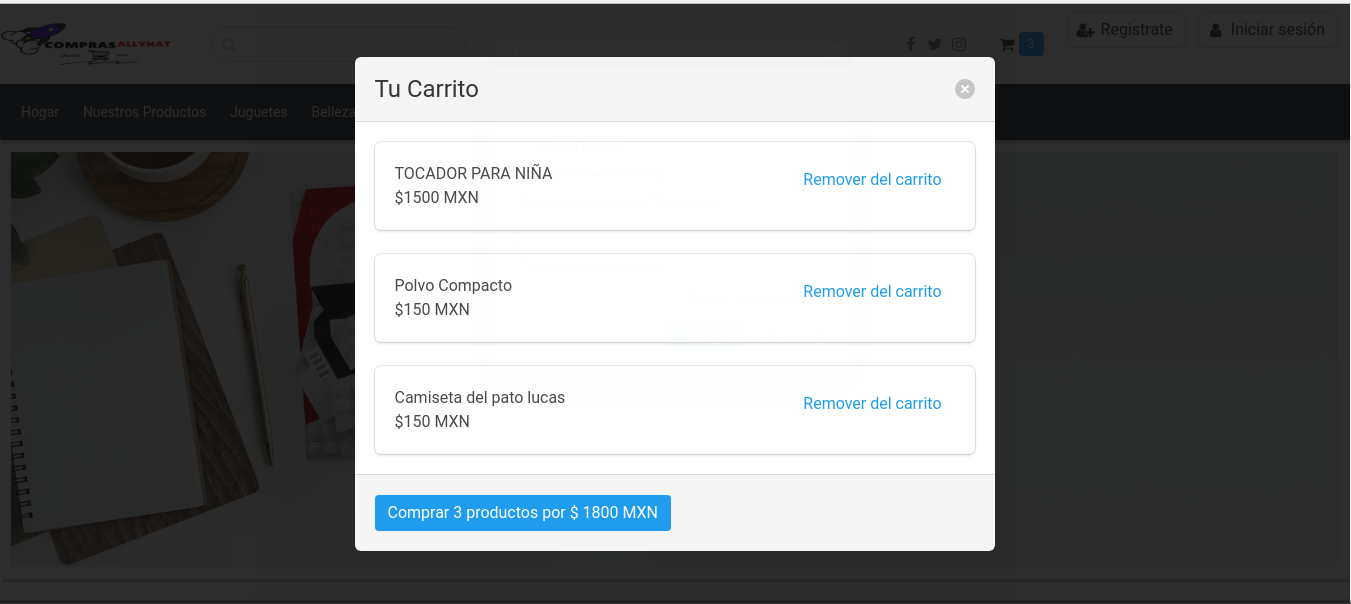 COMPRAS ALLYNAT
3
Registrate
Iniciar sesión
Hogar
Nuestros Productos
Juguetes
Belleza
Tu Carrito
TOCADOR PARA NIÑA
$1500 MXN
Remover del carrito
Polvo Compacto
$150 MXN
Remover del carrito
Camiseta del pato lucas
$150 MXN
Remover del carrito
Comprar 3 productos por $ 1800 MXN